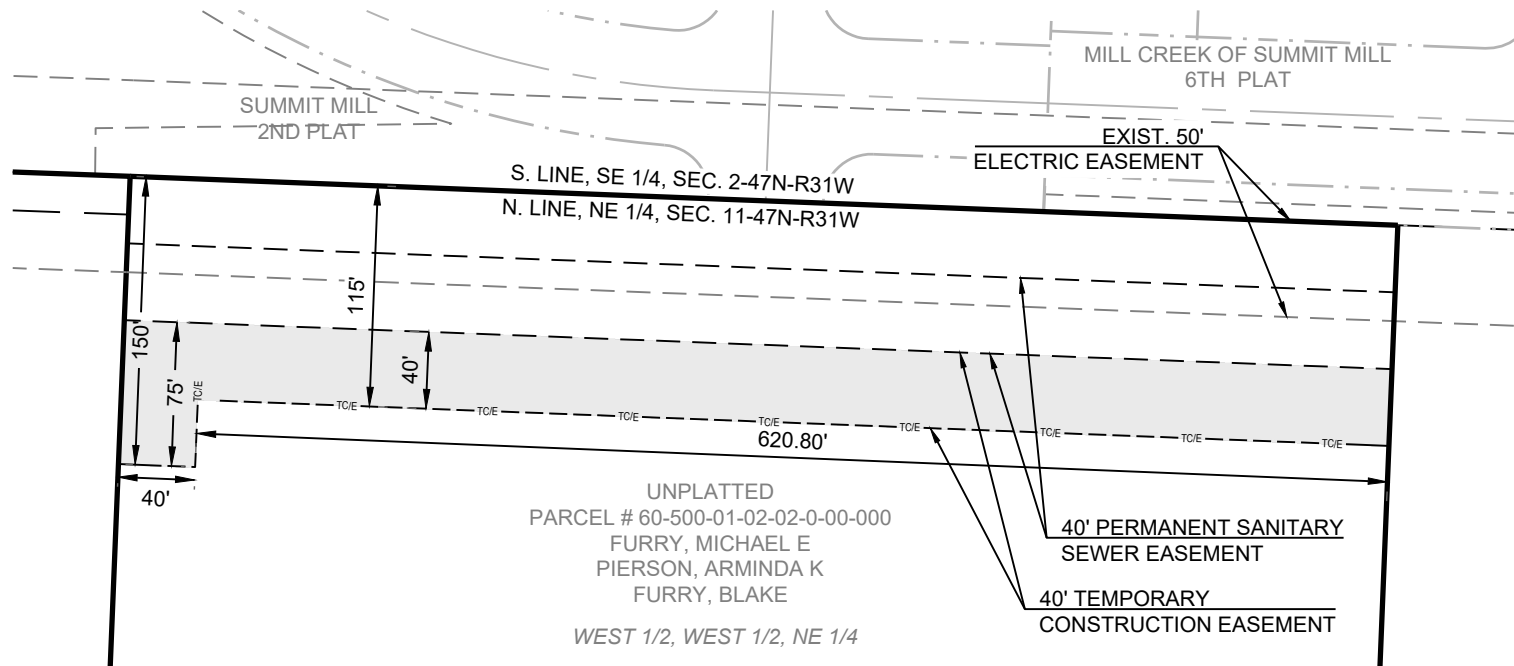 MILL CREEK OF SUMMIT MILL
6TH PLAT
SUMMIT MILL
2ND PLAT
EXIST. 50'
ELECTRIC EASEMENT
S. LINE, SE 1/4, SEC. 2-47N-R31W
N. LINE, NE 1/4, SEC. 11-47N-R31W
115'
150'
75'
40'
TC/E
TC/E
TC/E
TC/E
TC/E
TC/E
TC/E
TC/E
TC/E
620.80'
40'
UNPLATTED
PARCEL # 60-500-01-02-02-0-00-000
FURRY, MICHAEL E
PIERSON, ARMINDA K
FURRY, BLAKE
WEST 1/2, WEST 1/2, NE 1/4
40' PERMANENT SANITARY
SEWER EASEMENT
40' TEMPORARY
CONSTRUCTION EASEMENT